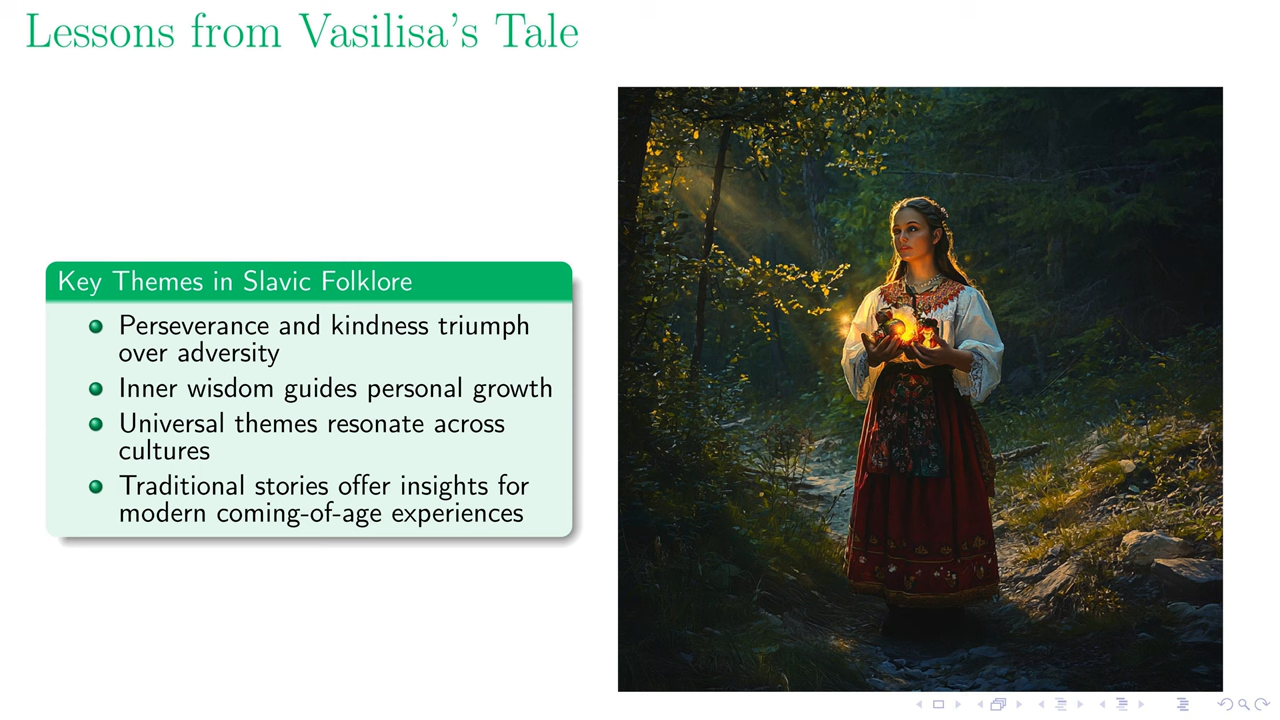 Lessons from Vasilisa's Tale
Key Themes in Slavic Folklore
Perseverance and kindness triumph
over adversity
Inner wisdom guides personal growth
Universal themes resonate across
cultures
Traditional stories offer insights for
modern coming-of-age experiences